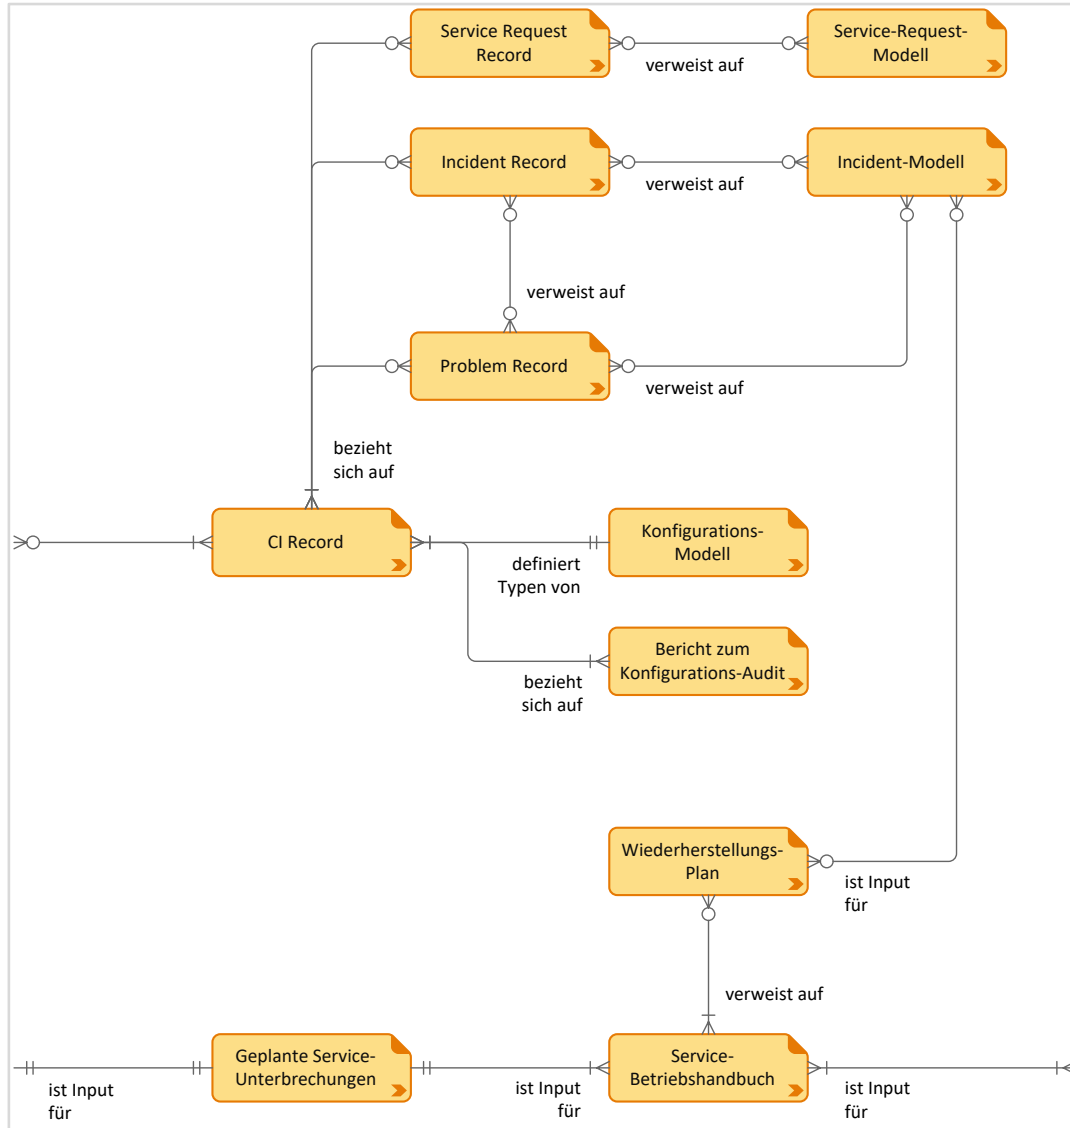 Service Request
Record
verweist auf
Service-Request-
Modell
Incident Record
verweist auf
Incident-Modell
verweist auf
Problem Record
verweist auf
bezieht
sich auf
CI Record
definiert
Typen von
Konfigurations-
Modell
bezieht
sich auf
Bericht zum
Konfigurations-Audit
Wiederherstellungs-
Plan
ist Input
für
verweist auf
ist Input
für
Geplante Service-
Unterbrechungen
ist Input
für
Service-
Betriebshandbuch
ist Input
für